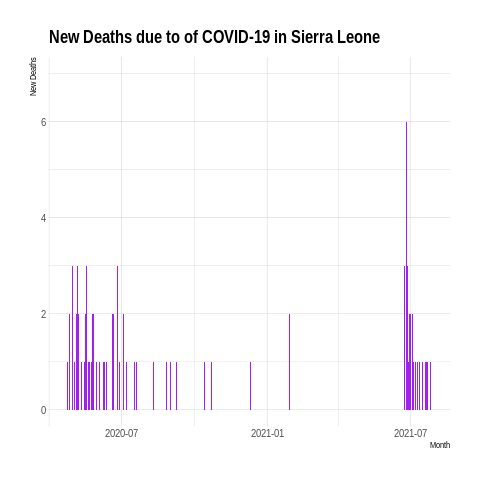 New Deaths due to of COVID-19 in Sierra Leone
New Deaths
6
4
2
0
2020-07 2021-01 2021-07
Month